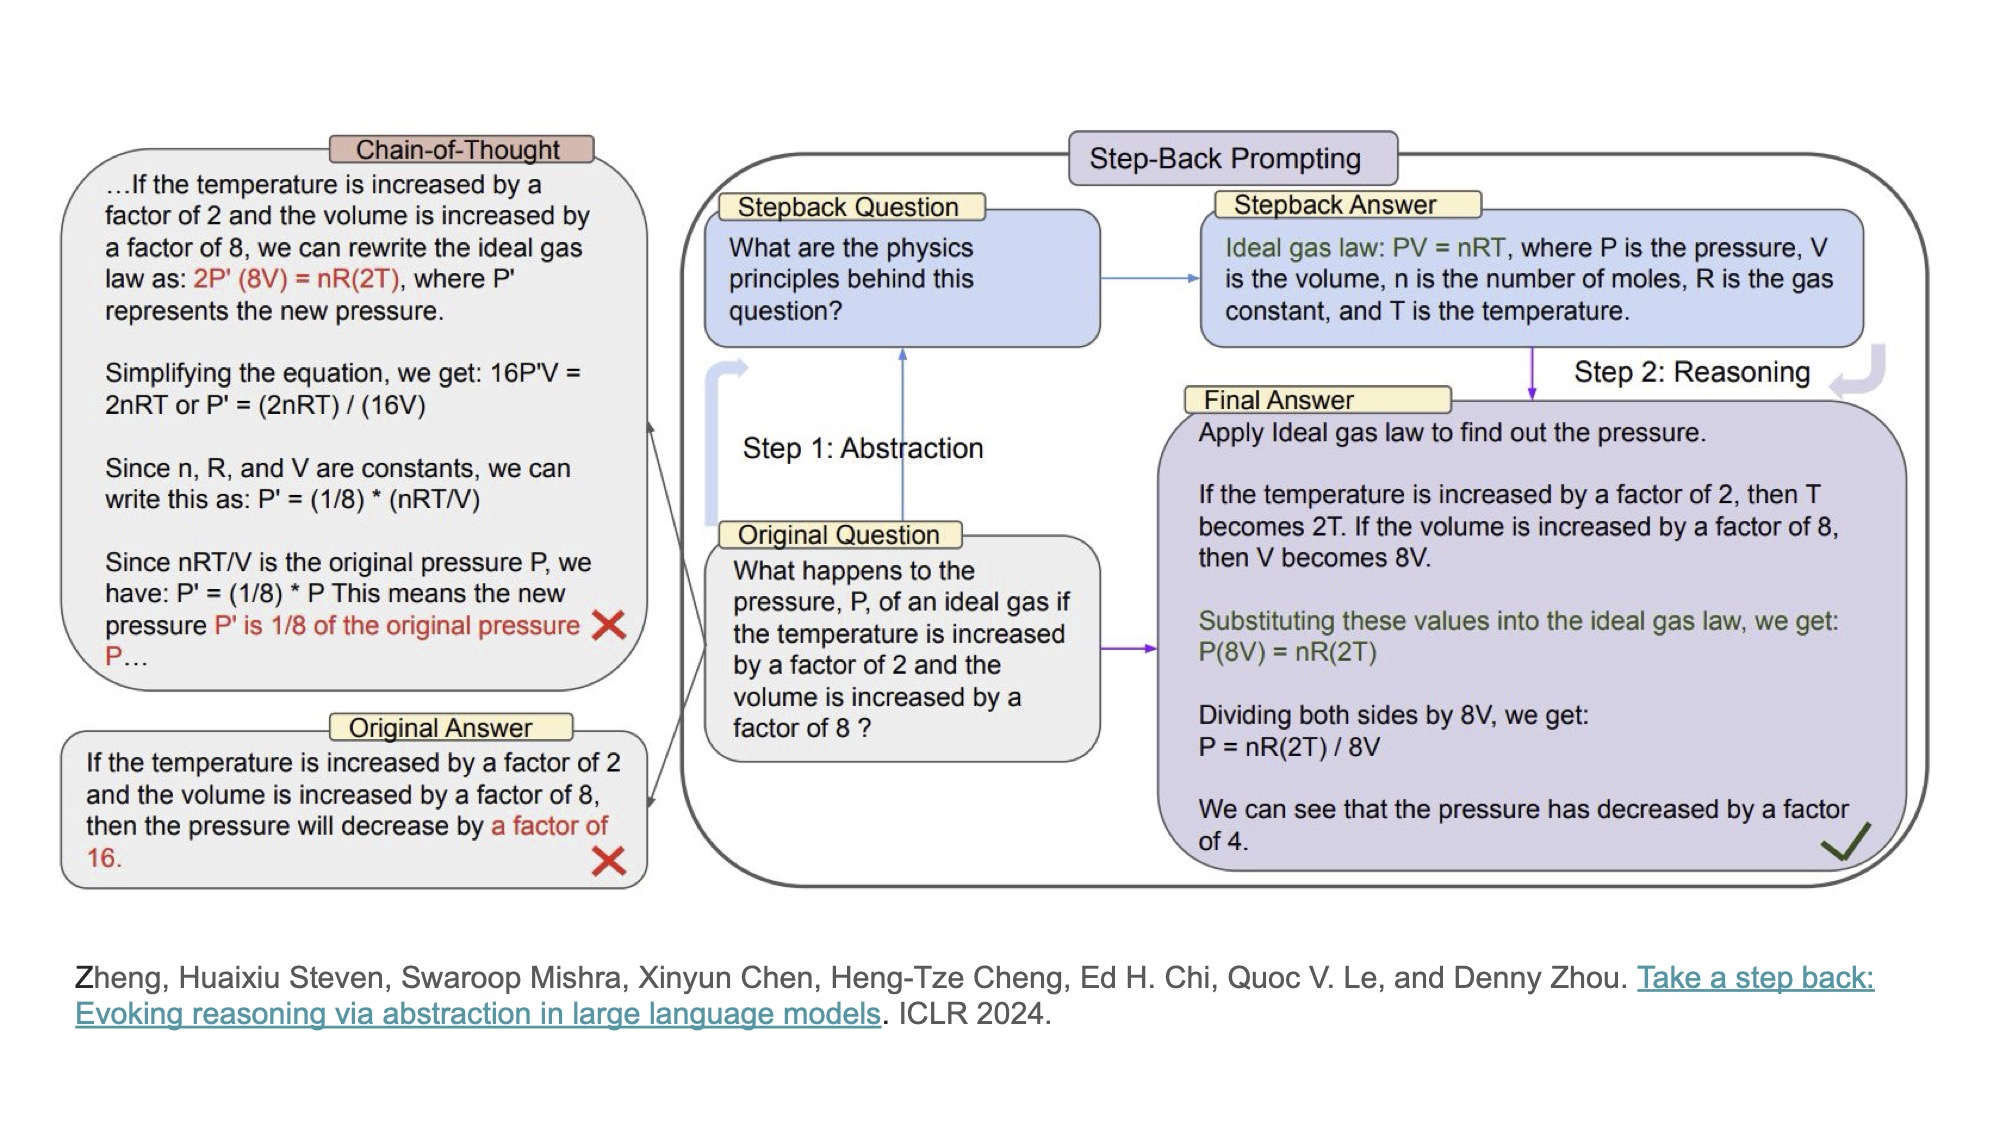 Chain-of-Thought
…If the temperature is increased by a
factor of 2 and the volume is increased by
a factor of 8, we can rewrite the ideal gas
law as: 2P' (8V) = nR(2T), where P'
represents the new pressure.
Simplifying the equation, we get: 16P'V =
2nRT or P' = (2nRT) / (16V)
Since n, R, and V are constants, we can
write this as: P' = (1/8) * (nRT/V)
Since nRT/V is the original pressure P, we
have: P' = (1/8) * P This means the new
pressure P' is 1/8 of the original pressure
P…
Original Answer
If the temperature is increased by a factor of 2
and the volume is increased by a factor of 8,
then the pressure will decrease by a factor of
16.
Step-Back Prompting
Stepback Question
What are the physics
principles behind this
question?
Stepback Answer
Ideal gas law: PV = nRT, where P is the pressure, V
is the volume, n is the number of moles, R is the gas
constant, and T is the temperature.
Step 1: Abstraction
Step 2: Reasoning
Original Question
What happens to the
pressure, P, of an ideal gas if
the temperature is increased
by a factor of 2 and the
volume is increased by a
factor of 8 ?
Final Answer
Apply Ideal gas law to find out the pressure.
If the temperature is increased by a factor of 2, then T
becomes 2T. If the volume is increased by a factor of 8,
then V becomes 8V.
Substituting these values into the ideal gas law, we get:
P(8V) = nR(2T)
Dividing both sides by 8V, we get:
P = nR(2T) / 8V
We can see that the pressure has decreased by a factor
of 4.
Zheng, Huaixiu Steven, Swaroop Mishra, Xinyun Chen, Heng-Tze Cheng, Ed H. Chi, Quoc V. Le, and Denny Zhou. Take a step back:
Evoking reasoning via abstraction in large language models. ICLR 2024.